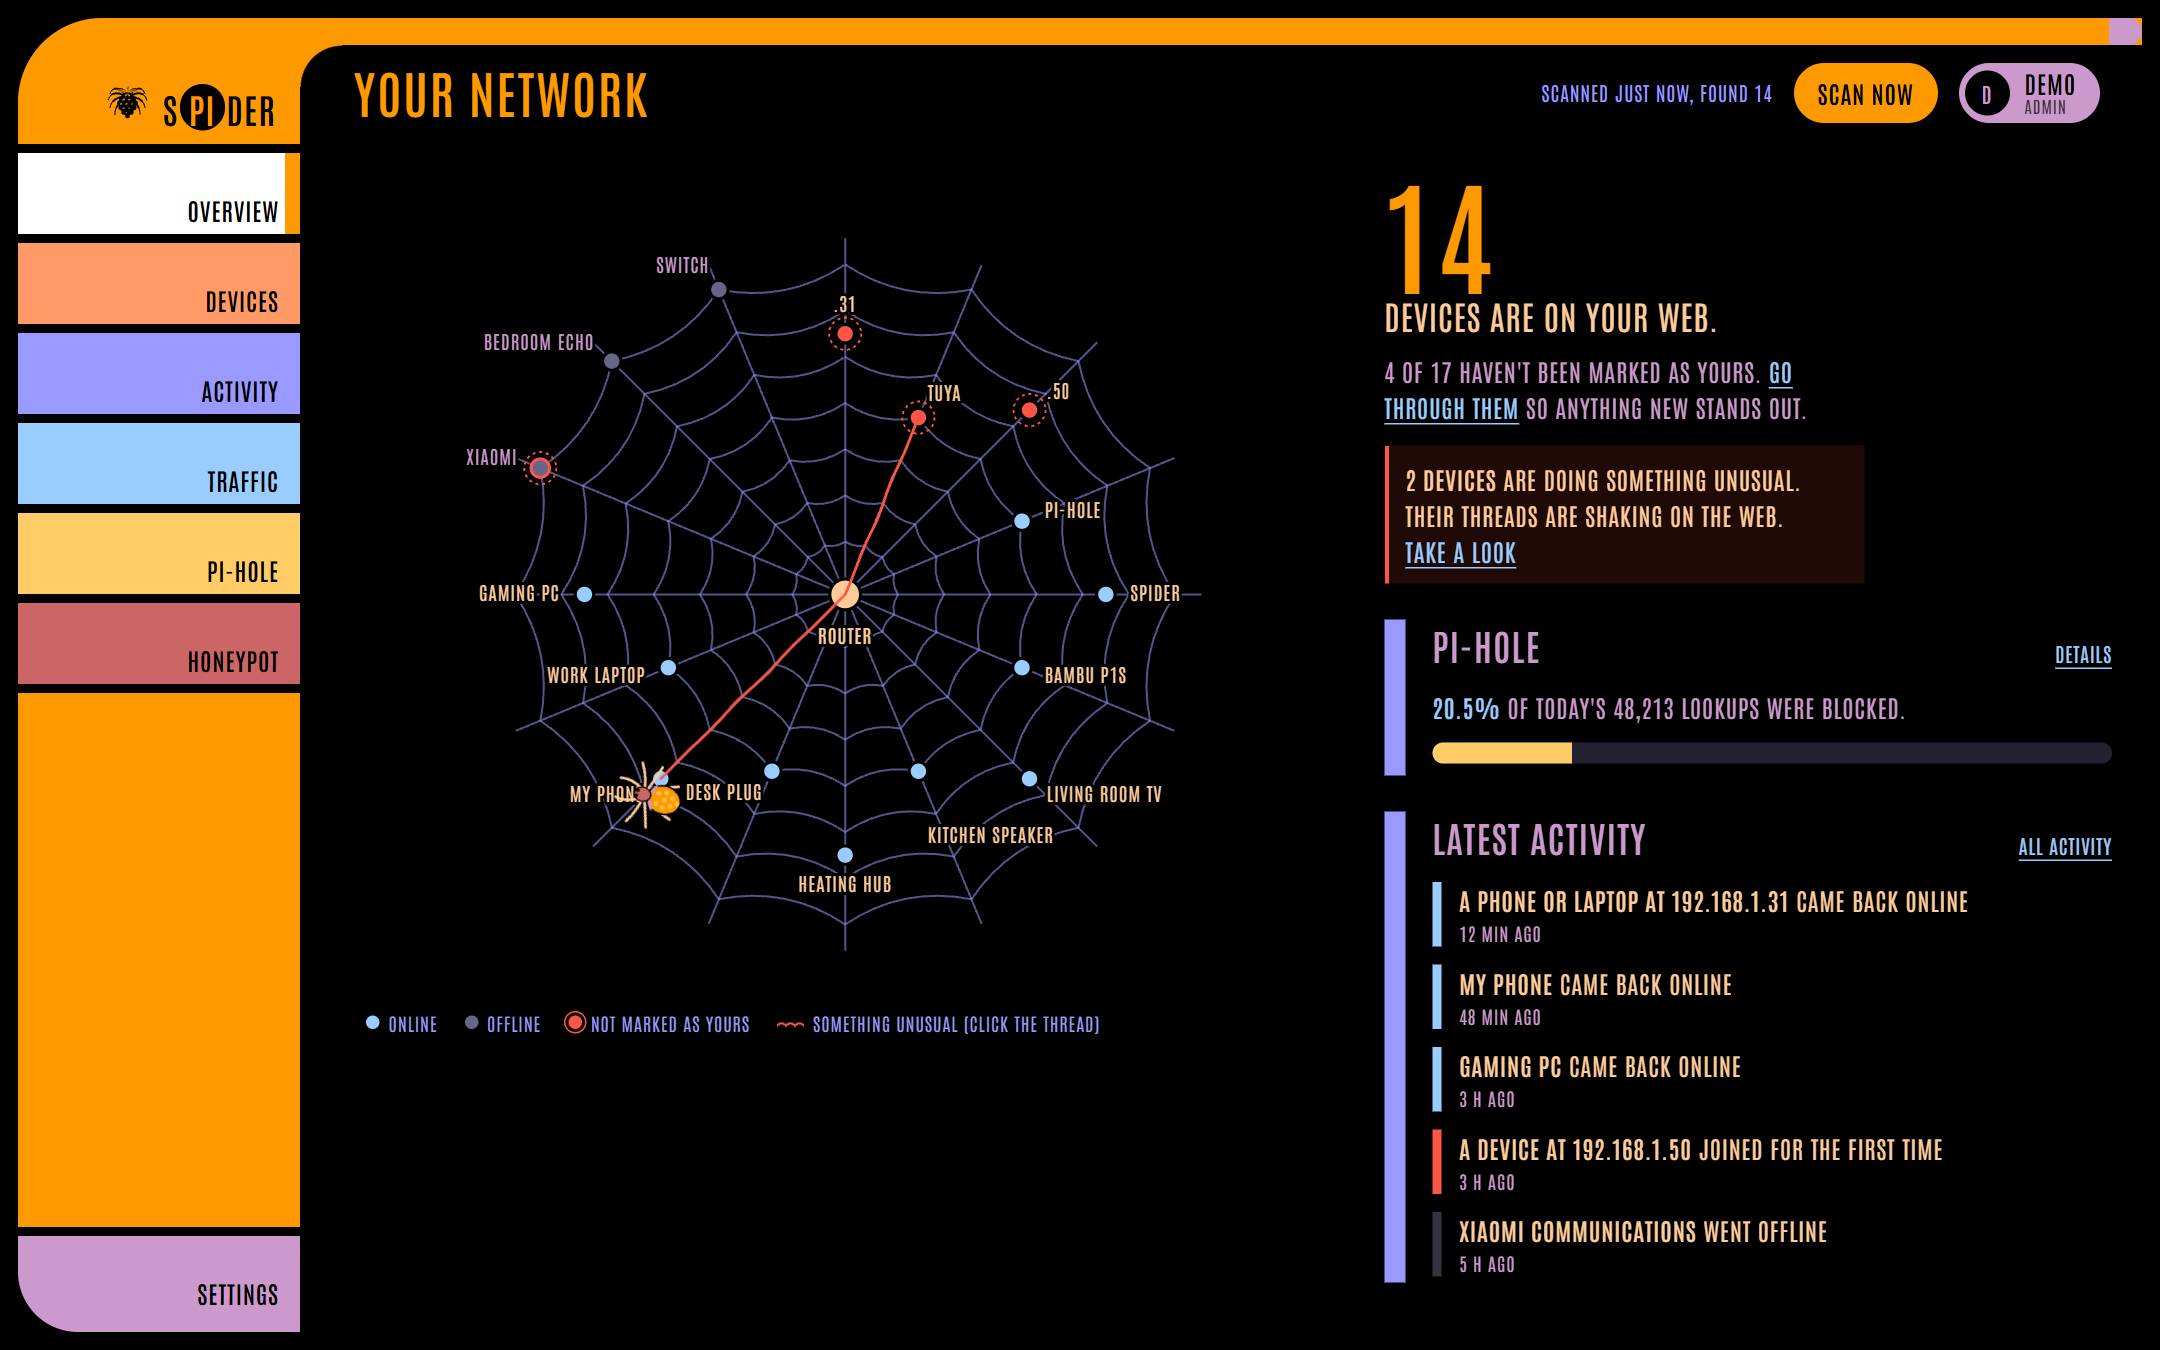 SPIDER
YOUR NETWORK
SCANNED JUST NOW, FOUND 14
SCAN NOW
D
DEMO
ADMIN
OVERVIEW
DEVICES
ACTIVITY
TRAFFIC
PI-HOLE
HONEYPOT
SETTINGS
SWITCH
.31
BEDROOM ECHO
TUYA
.50
XIAOMI
PI-HOLE
GAMING PC
SPIDER
ROUTER
WORK LAPTOP
BAMBU P1S
MY PHON
DESK PLUG
LIVING ROOM TV
KITCHEN SPEAKER
HEATING HUB
ONLINE
OFFLINE
NOT MARKED AS YOURS
SOMETHING UNUSUAL (CLICK THE THREAD)
14
DEVICES ARE ON YOUR WEB.
4 OF 17 HAVEN'T BEEN MARKED AS YOURS. GO
THROUGH THEM SO ANYTHING NEW STANDS OUT.
2 DEVICES ARE DOING SOMETHING UNUSUAL.
THEIR THREADS ARE SHAKING ON THE WEB.
TAKE A LOOK
PI-HOLE
DETAILS
20.5% OF TODAY'S 48,213 LOOKUPS WERE BLOCKED.
LATEST ACTIVITY
ALL ACTIVITY
A PHONE OR LAPTOP AT 192.168.1.31 CAME BACK ONLINE
12 MIN AGO
MY PHONE CAME BACK ONLINE
48 MIN AGO
GAMING PC CAME BACK ONLINE
3 H AGO
A DEVICE AT 192.168.1.50 JOINED FOR THE FIRST TIME
3 H AGO
XIAOMI COMMUNICATIONS WENT OFFLINE
5 H AGO